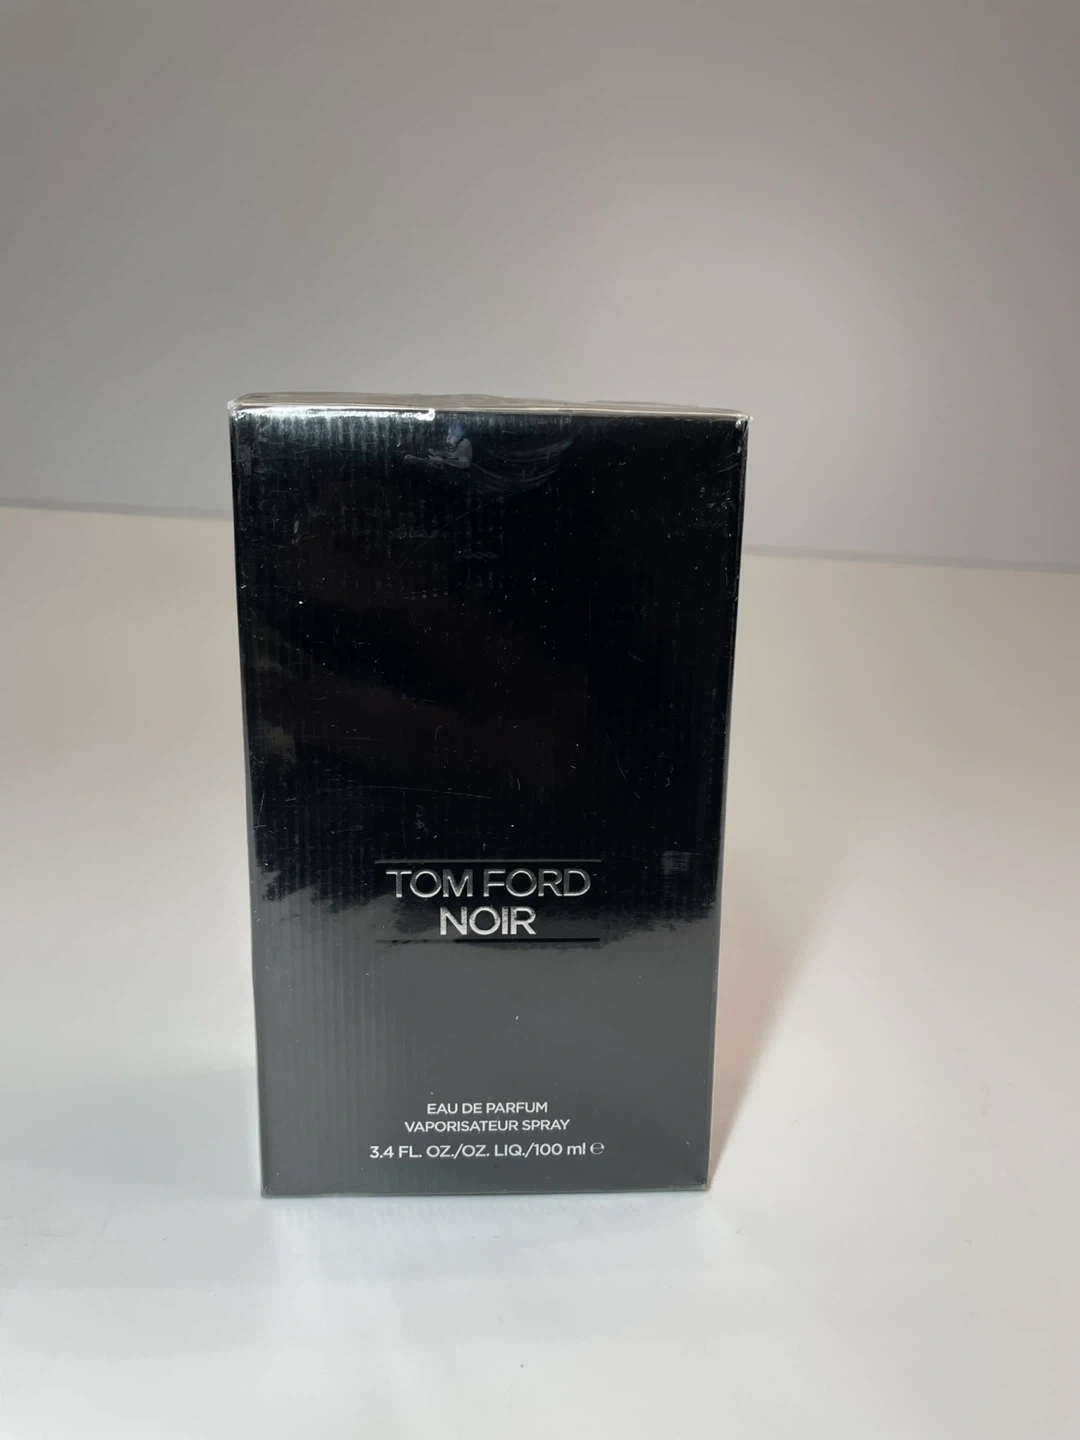 TOM FORD
NOIR
EAU DE PARFUM
VAPORISATEUR SPRAY
3.4 FL. OZ./OZ. LIQ./100 ml ℮